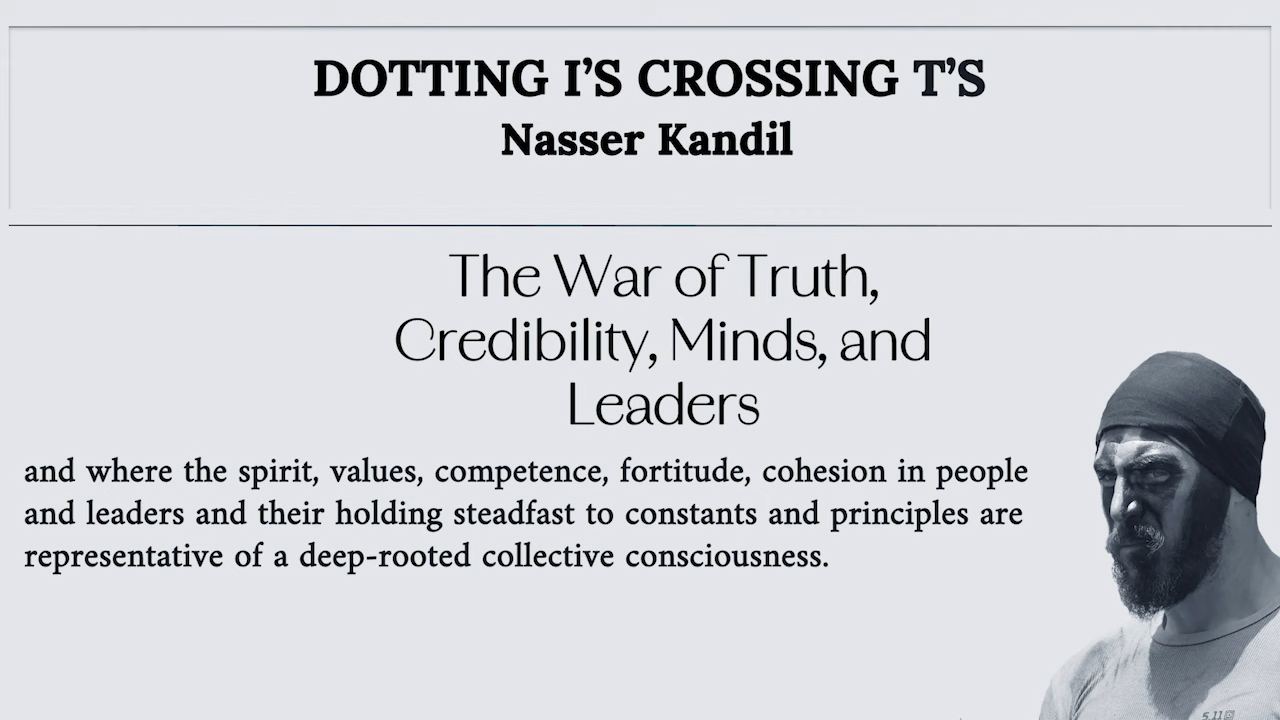 DOTTING I’S CROSSING T’S
Nasser Kandil
The War of Truth,
Credibility, Minds, and
Leaders
and where the spirit, values, competence, fortitude, cohesion in people
and leaders and their holding steadfast to constants and principles are
representative of a deep-rooted collective consciousness.
5.11